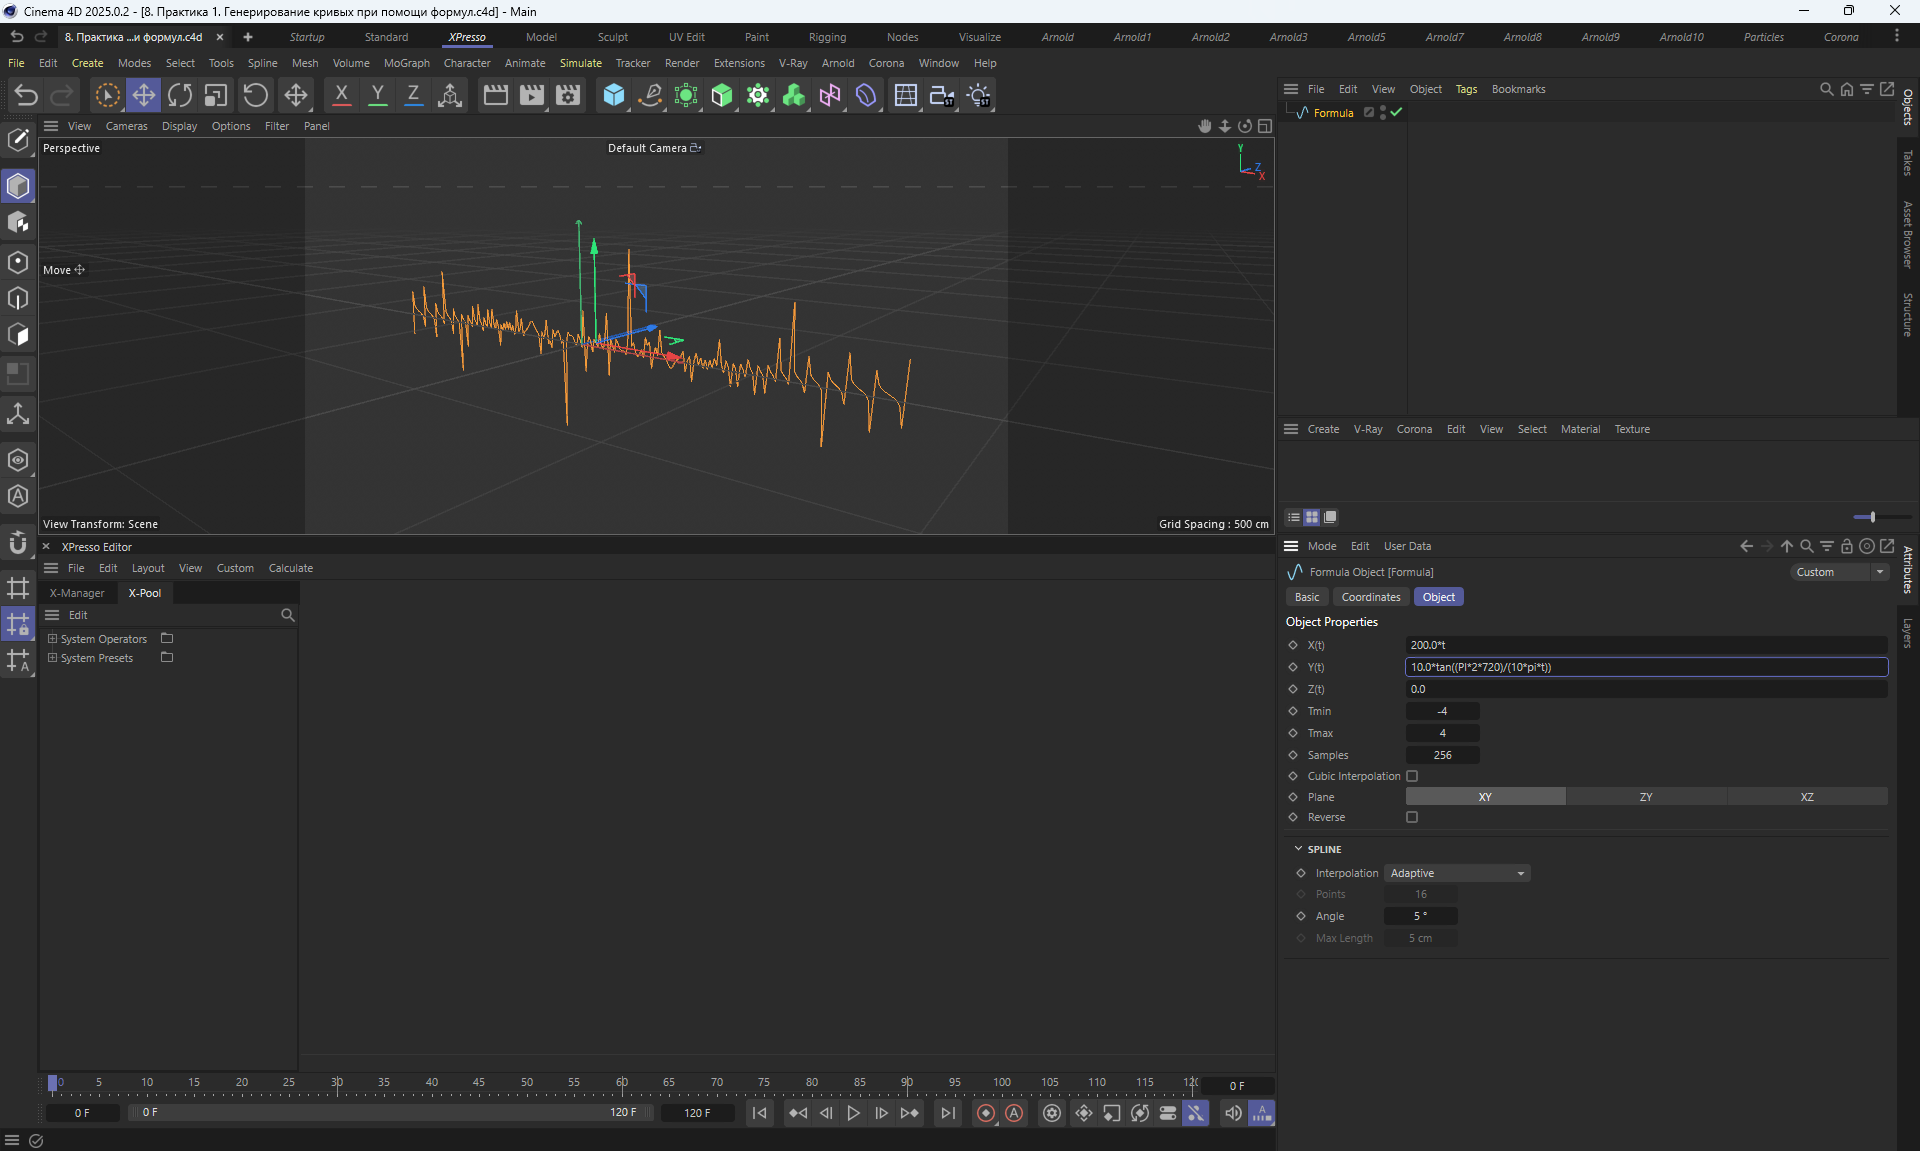 Cinema 4D 2025.0.2 - [8. Практика 1. Генерирование кривых при помощи формул.c4d] - Main
8. Практика ...и формул.c4d × + Startup Standard XPresso Model Sculpt UV Edit Paint Rigging Nodes Visualize Arnold Arnold1 Arnold2 Arnold3 Arnold5 Arnold7 Arnold8 Arnold9 Arnold10 Particles Corona
File Edit Create Modes Select Tools Spline Mesh Volume MoGraph Character Animate Simulate Tracker Render Extensions V-Ray Arnold Corona Window Help
X Y Z ST ST
View Cameras Display Options Filter Panel
Perspective
Default Camera
Y
Z
X
Move
View Transform: Scene
Grid Spacing : 500 cm
XPresso Editor
File Edit Layout View Custom Calculate
X-Manager X-Pool
Edit
System Operators
System Presets
0 5 10 15 20 25 30 35 40 45 50 55 60 65 70 75 80 85 90 95 100 105 110 115 0 F
0 F 0 F 120 F 120 F
File Edit View Object Tags Bookmarks
Formula
Objects
Takes
Asset Browser
Structure
Create V-Ray Corona Edit View Select Material Texture
Mode Edit User Data
Formula Object [Formula]
Custom
Basic Coordinates Object
Object Properties
X(t) 200.0*t
Y(t) 10.0*tan((PI*2*720)/(10*pi*t))
Z(t) 0.0
Tmin -4
Tmax 4
Samples 256
Cubic Interpolation
Plane XY ZY XZ
Reverse
SPLINE
Interpolation Adaptive
Points 16
Angle 5 °
Max Length 5 cm
Attributes
Layers